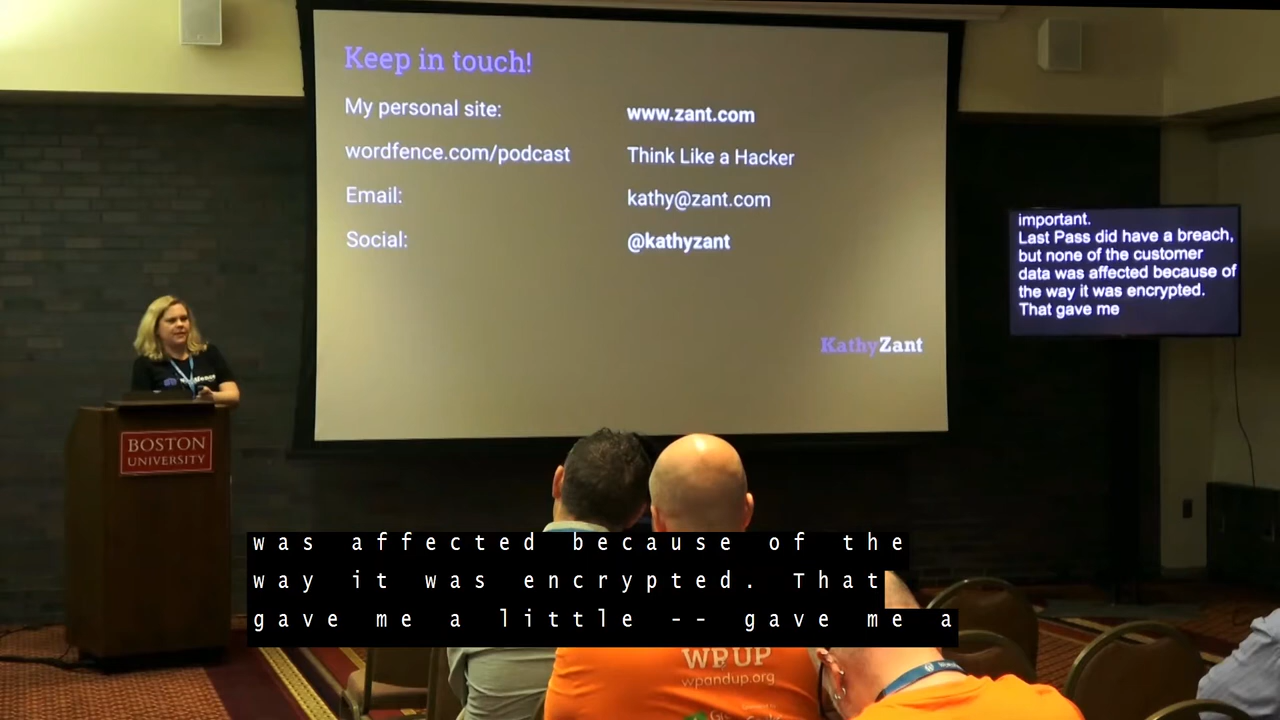 Keep in touch!
My personal site: www.zant.com
wordfence.com/podcast Think Like a Hacker
Email: kathy@zant.com
Social: @kathyzant
KathyZant
important.
Last Pass did have a breach,
but none of the customer
data was affected because of
the way it was encrypted.
That gave me
BOSTON
UNIVERSITY
was affected because of the
way it was encrypted. That
gave me a little -- gave me a
WP UP
wpandup.org